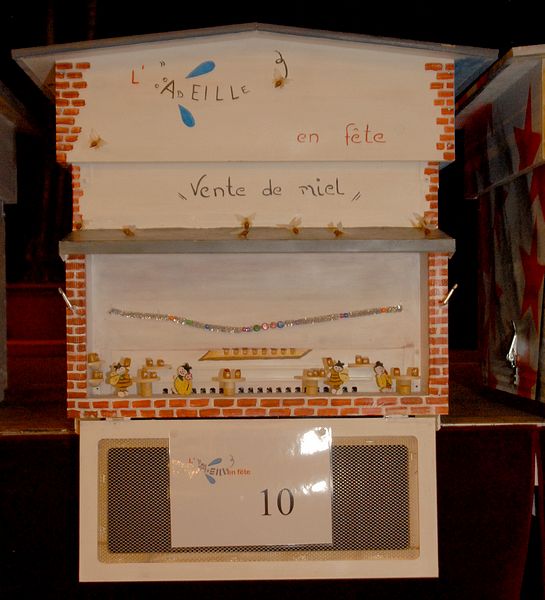 L' ABEILLE
en fête
"Vente de miel"
L'ABEILLE en fête
10